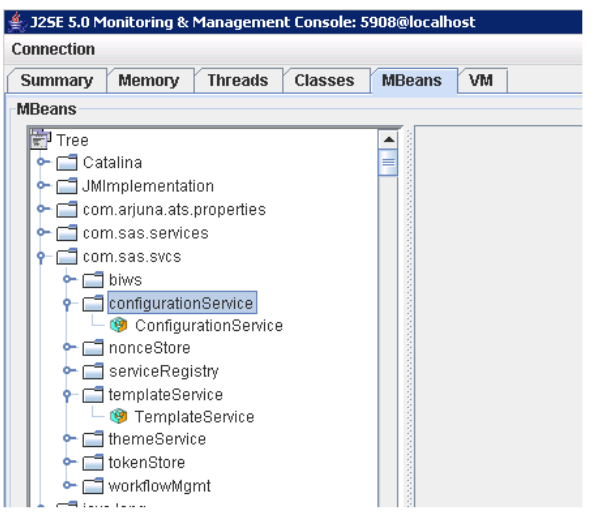 J2SE 5.0 Monitoring & Management Console: 5908@localhost
Connection
Summary Memory Threads Classes MBeans VM
MBeans
Tree
Catalina
JMImplementation
com.arjuna.ats.properties
com.sas.services
com.sas.svcs
biws
configurationService
ConfigurationService
nonceStore
serviceRegistry
templateService
TemplateService
themeService
tokenStore
workflowMgmt